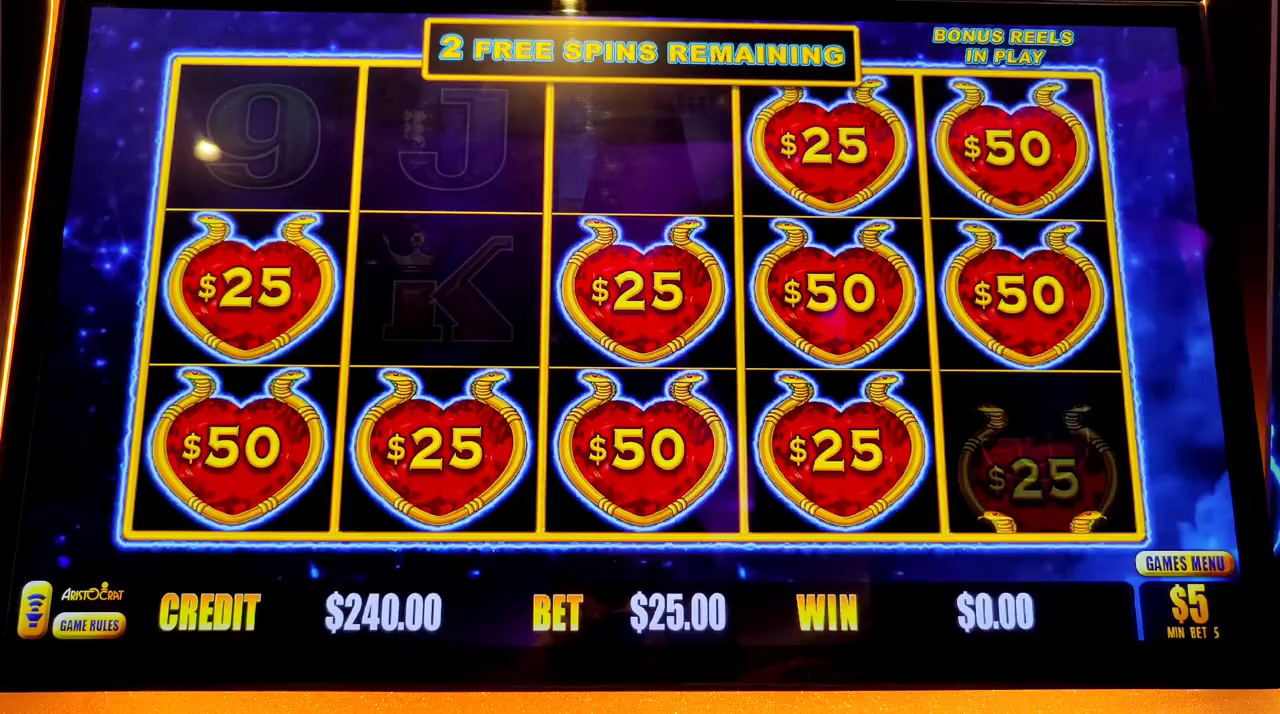 2 FREE SPINS REMAINING
BONUS REELS
IN PLAY
9 J $25 $50
$25 K $25 $50 $50
$50 $25 $50 $25 $25
GAMES MENU
ARISTOCRAT
GAME RULES
CREDIT $240.00 BET $25.00 WIN $0.00
$5
MIN BET 5